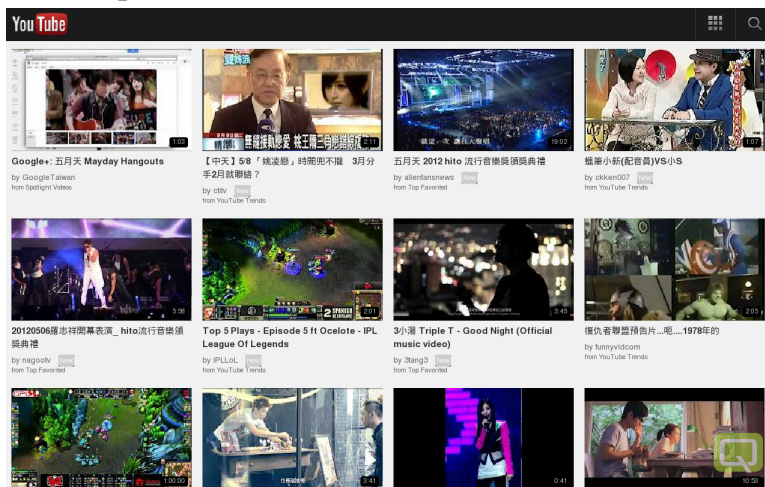 YouTube
1:03
2:11
19:02
1:07
Google+: 五月天 Mayday Hangouts
by GoogleTaiwan
from Spotlight Videos
【中天】5/8「姚凌戀」時間兜不攏 3月分
手2月就聯絡？
by ctitv New
from YouTube Trends
五月天 2012 hito 流行音樂獎頒獎典禮
by alienfansnews New
from Top Favorited
蠟筆小新(配音員)VS小S
by ckken007 New
from YouTube Trends
5:56
2 SPANISH
2:01
3:45
2:05
20120506羅志祥開幕表演_ hito流行音樂頒
獎典禮
by nagootv New
from Top Favorited
Top 5 Plays - Episode 5 ft Ocelote - IPL
League Of Legends
by IPLLoL New
from YouTube Trends
3小湯 Triple T - Good Night (Official
music video)
by 3tang3 New
from Top Favorited
復仇者聯盟預告片...呃....1978年的
by funnyvidcorn
from YouTube Trends
1:00:00
3:41
0:41
10:53